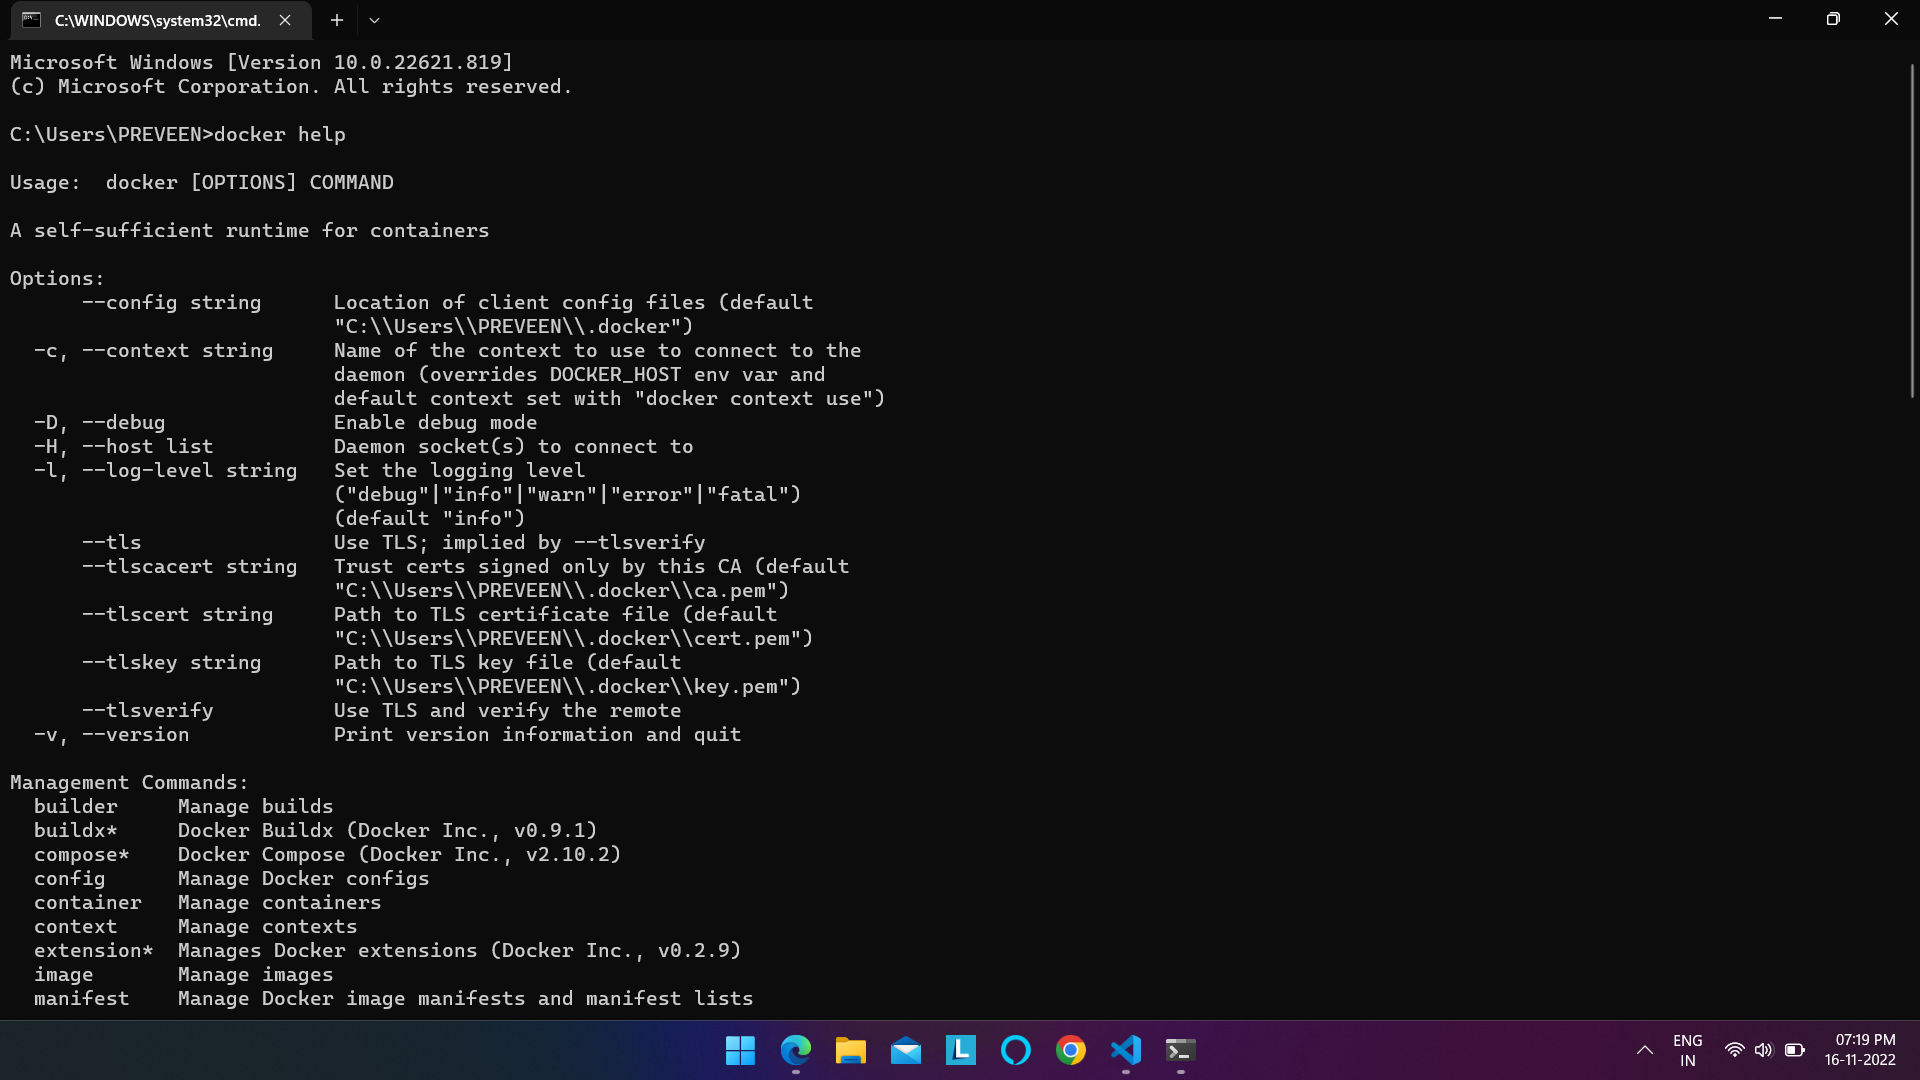 C:\WINDOWS\system32\cmd.
Microsoft Windows [Version 10.0.22621.819]
(c) Microsoft Corporation. All rights reserved.
C:\Users\PREVEEN>docker help
Usage:  docker [OPTIONS] COMMAND
A self-sufficient runtime for containers
Options:
      --config string      Location of client config files (default
                           "C:\\Users\\PREVEEN\\.docker")
  -c, --context string     Name of the context to use to connect to the
                           daemon (overrides DOCKER_HOST env var and
                           default context set with "docker context use")
  -D, --debug              Enable debug mode
  -H, --host list          Daemon socket(s) to connect to
  -l, --log-level string   Set the logging level
                           ("debug"|"info"|"warn"|"error"|"fatal")
                           (default "info")
      --tls                Use TLS; implied by --tlsverify
      --tlscacert string   Trust certs signed only by this CA (default
                           "C:\\Users\\PREVEEN\\.docker\\ca.pem")
      --tlscert string     Path to TLS certificate file (default
                           "C:\\Users\\PREVEEN\\.docker\\cert.pem")
      --tlskey string      Path to TLS key file (default
                           "C:\\Users\\PREVEEN\\.docker\\key.pem")
      --tlsverify          Use TLS and verify the remote
  -v, --version            Print version information and quit
Management Commands:
  builder     Manage builds
  buildx*     Docker Buildx (Docker Inc., v0.9.1)
  compose*    Docker Compose (Docker Inc., v2.10.2)
  config      Manage Docker configs
  container   Manage containers
  context     Manage contexts
  extension*  Manages Docker extensions (Docker Inc., v0.2.9)
  image       Manage images
  manifest    Manage Docker image manifests and manifest lists
L
ENG
IN
07:19 PM
16-11-2022